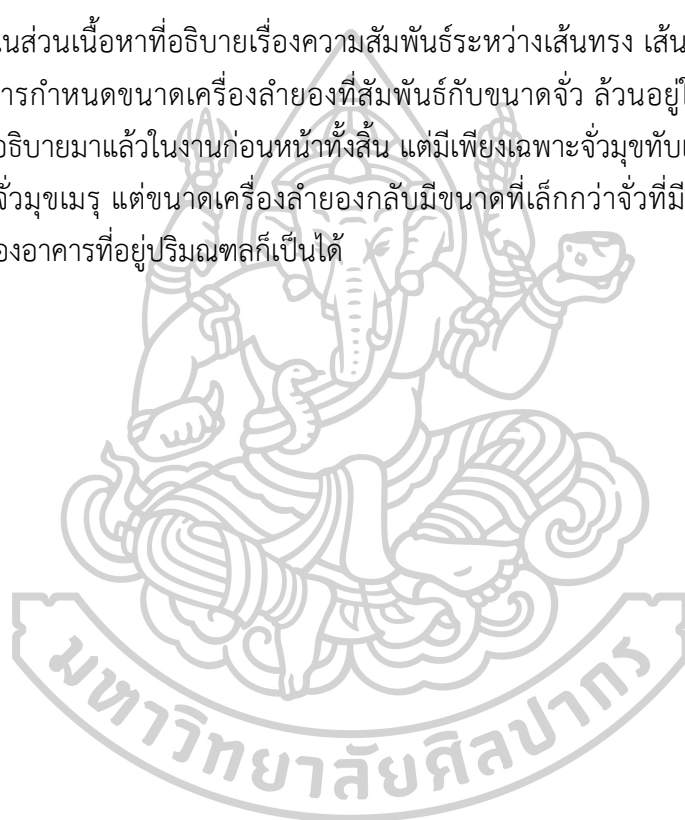 นส่วนเนื้อหาที่อธิบายเรื่องความสัมพันธ์ระหว่างเส้นทรง เส้น
ารกำหนดขนาดเครื่องลำยองที่สัมพันธ์กับขนาดจั่ว ล้วนอยู่
อธิบายมาแล้วในงานก่อนหน้าทั้งสิ้น แต่มีเพียงเฉพาะจั่วมุขทับ
จั่วมุขเมรุ แต่ขนาดเครื่องลำยองกลับมีขนาดที่เล็กกว่าจั่วที่มี
องอาคารที่อยู่ปริมณฑลก็เป็นได้
มหาวิทยาลัยศิลปากร